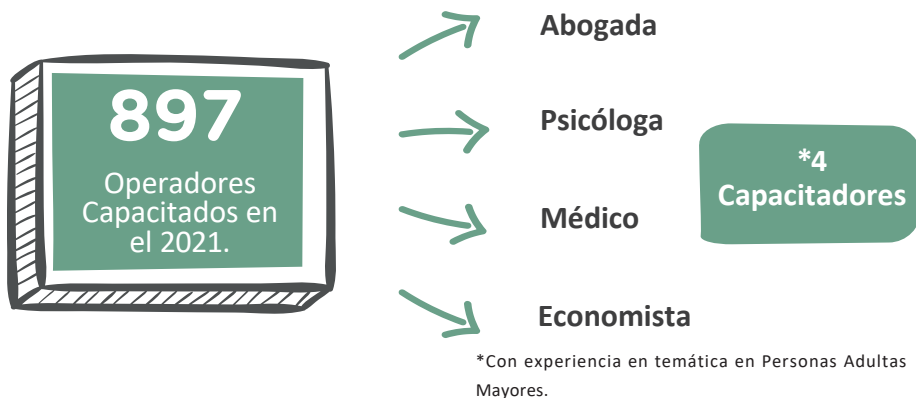 897
Operadores
Capacitados en
el 2021.
Abogada
Psicóloga
Médico
Economista
*4
Capacitadores
*Con experiencia en temática en Personas Adultas
Mayores.